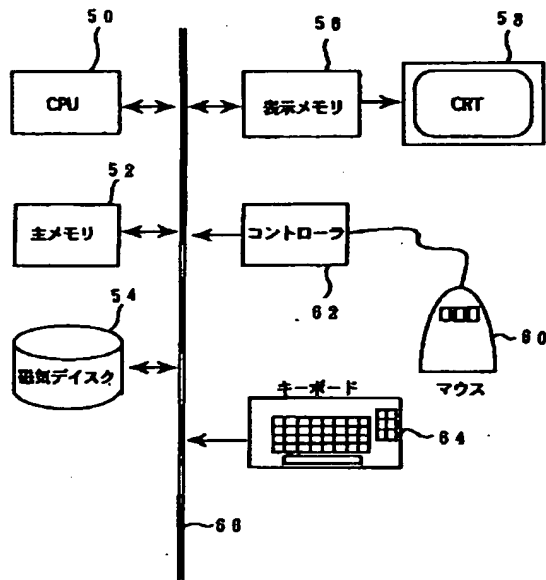 50
CPU
56
表示メモリ
58
CRT
52
主メモリ
コントローラ
62
54
磁気デイスク
60
マウス
キーボード
64
66